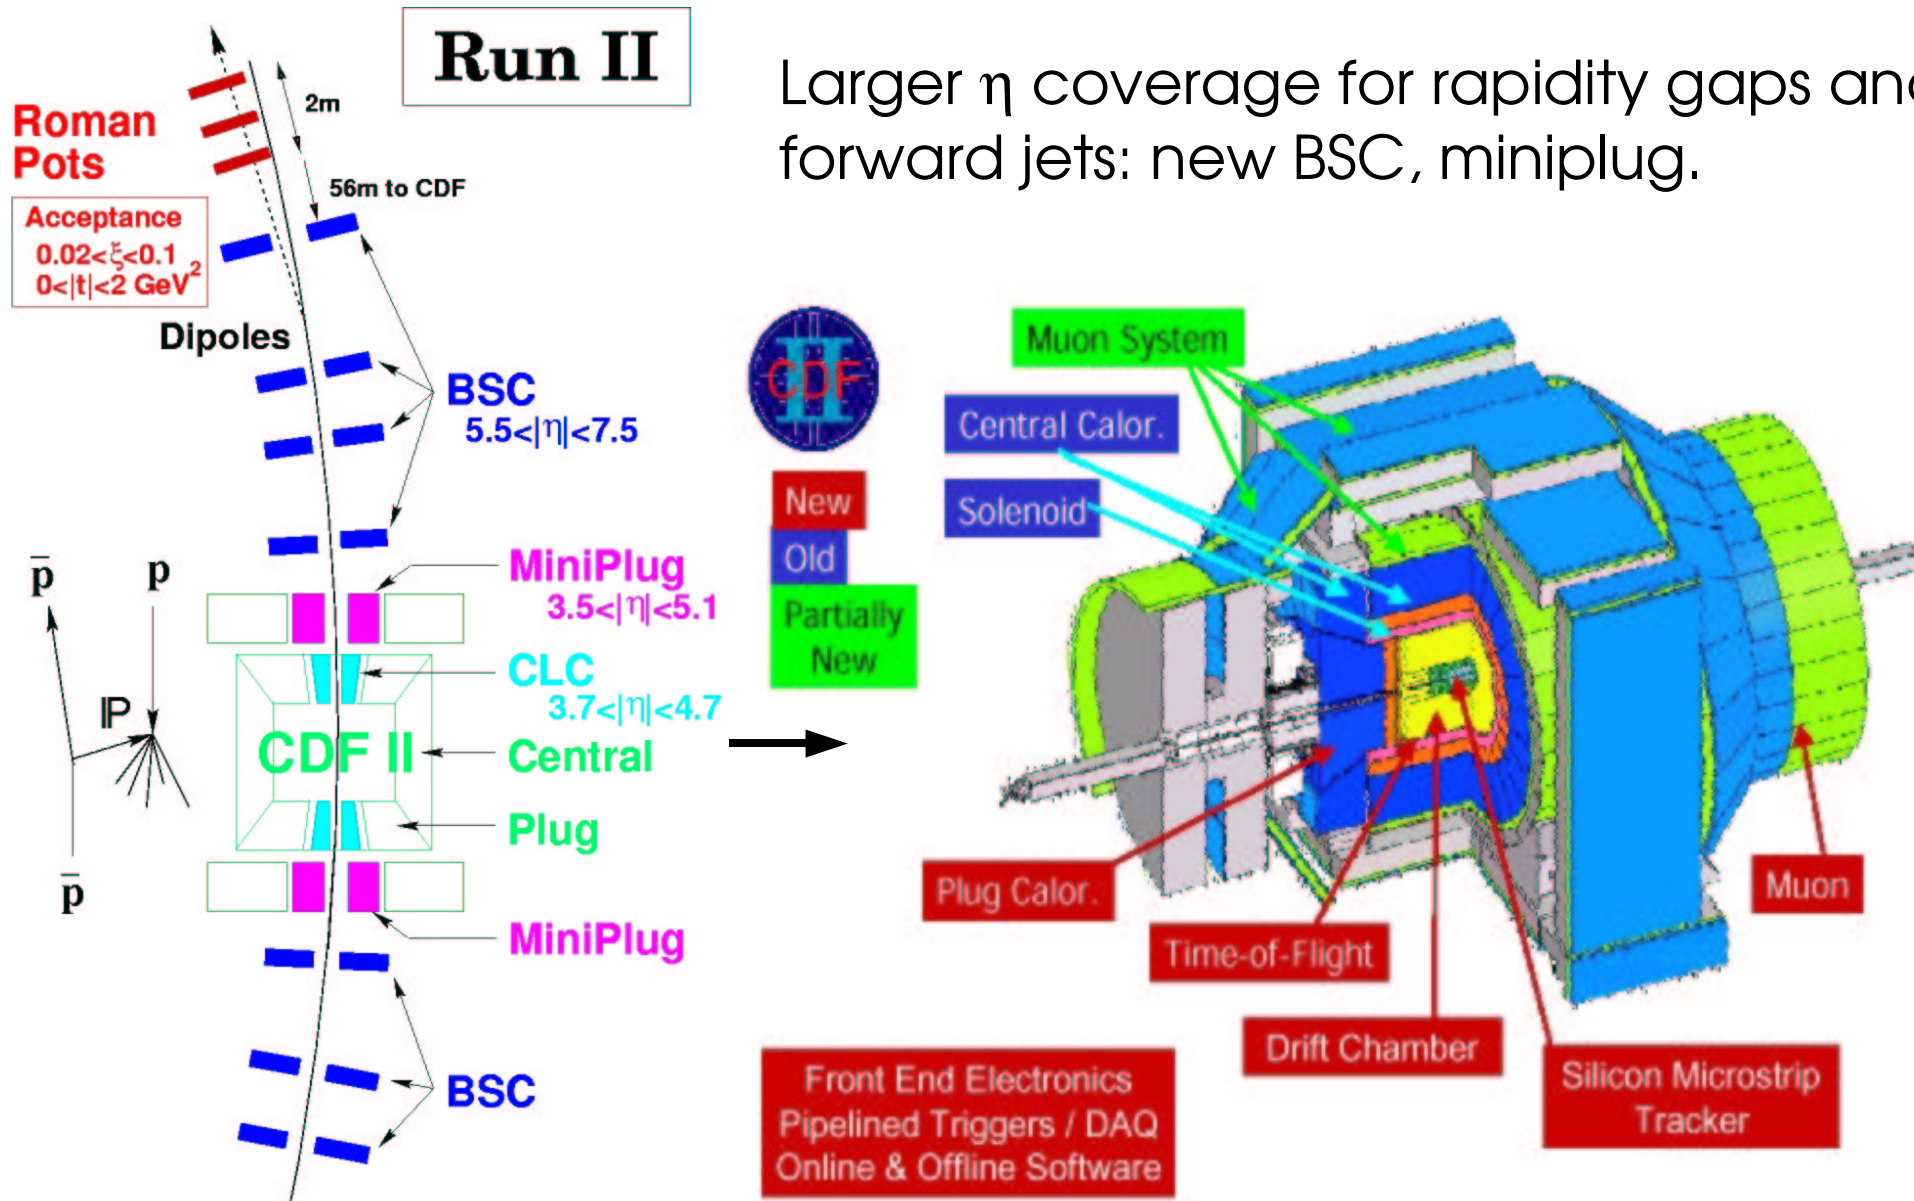 Run II
Larger η coverage for rapidity gaps and
forward jets: new BSC, miniplug.
2m
Roman
Pots
56m to CDF
Acceptance
0.02<ξ<0.1
0<|t|<2 GeV²
Dipoles
BSC
5.5<|η|<7.5
MiniPlug
3.5<|η|<5.1
p̄
p
CLC
3.7<|η|<4.7
IP
CDF II
Central
Plug
p̄
MiniPlug
BSC
CDF
II
New
Old
Partially
New
Muon System
Central Calor.
Solenoid
Plug Calor.
Muon
Time-of-Flight
Drift Chamber
Silicon Microstrip
Tracker
Front End Electronics
Pipelined Triggers / DAQ
Online & Offline Software